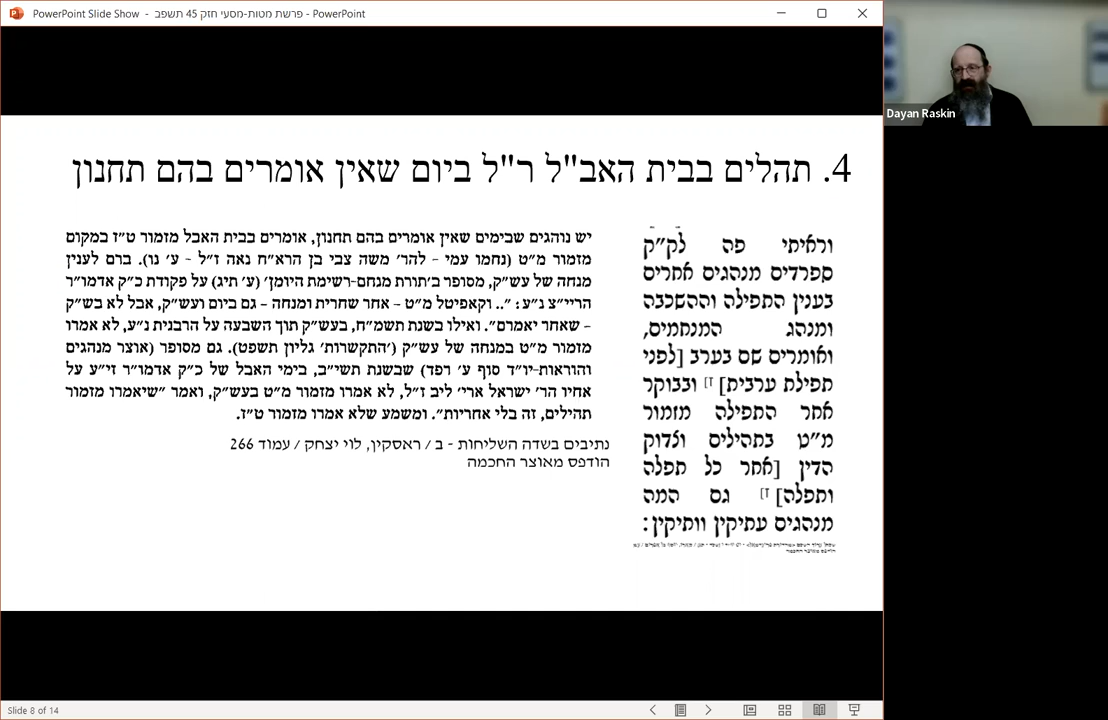 PowerPoint Slide Show - פרשת מטות-מסעי חזק 45 תשפב - PowerPoint
Dayan Raskin
4. תהלים בבית האב"ל ר"ל ביום שאין אומרים בהם תחנון
וראיתי פה לק״ק
ספרדים מנהגים אחרים
בענין התפילה וההשכבה
ומנהג המנחמים,
ואומרים שם בערב [לפני
תפילת ערבית] ז] ובבוקר
אחר התפילה מזמור
מ״ט בתהילים וצדוק
הדין [אחר כל תפלה
ותפלה] ז] גם המה
מנהגים עתיקין וותיקין:
יש נוהגים שבימים שאין אומרים בהם תחנון, אומרים בבית האבל מזמור ט״ז במקום
מזמור מ״ט (נחמו עמי – להר׳ משה צבי בן הרא״ח נאה ז״ל – ע׳ נו). ברם לענין
מנחה של עש״ק, מסופר ב׳תורת מנחם-רשימת היומן׳ (ע׳ תיג) על פקודת כ״ק אדמו״ר
הריי״צ נ״ע: ״.. וקאפיטל מ״ט – אחר שחרית ומנחה – גם ביום ועש״ק, אבל לא בש״ק
– שאחר יאמרם״. ואילו בשנת תשמ״ח, בעש״ק תוך השבעה על הרבנית נ״ע, לא אמרו
מזמור מ״ט במנחה של עש״ק (׳התקשרות׳ גליון תשפט). גם מסופר (אוצר מנהגים
והוראות-יו״ד סוף ע׳ רפד) שבשנת תשי״ב, בימי האבל של כ״ק אדמו״ר זי״ע על
אחיו הר׳ ישראל ארי׳ ליב ז״ל, לא אמרו מזמור מ״ט בעש״ק, ואמר ״שיאמרו מזמור
תהילים, זה בלי אחריות״. ומשמע שלא אמרו מזמור ט״ז.
נתיבים בשדה השליחות - ב / ראסקין, לוי יצחק / עמוד 266
הודפס מאוצר החכמה
Slide 8 of 14